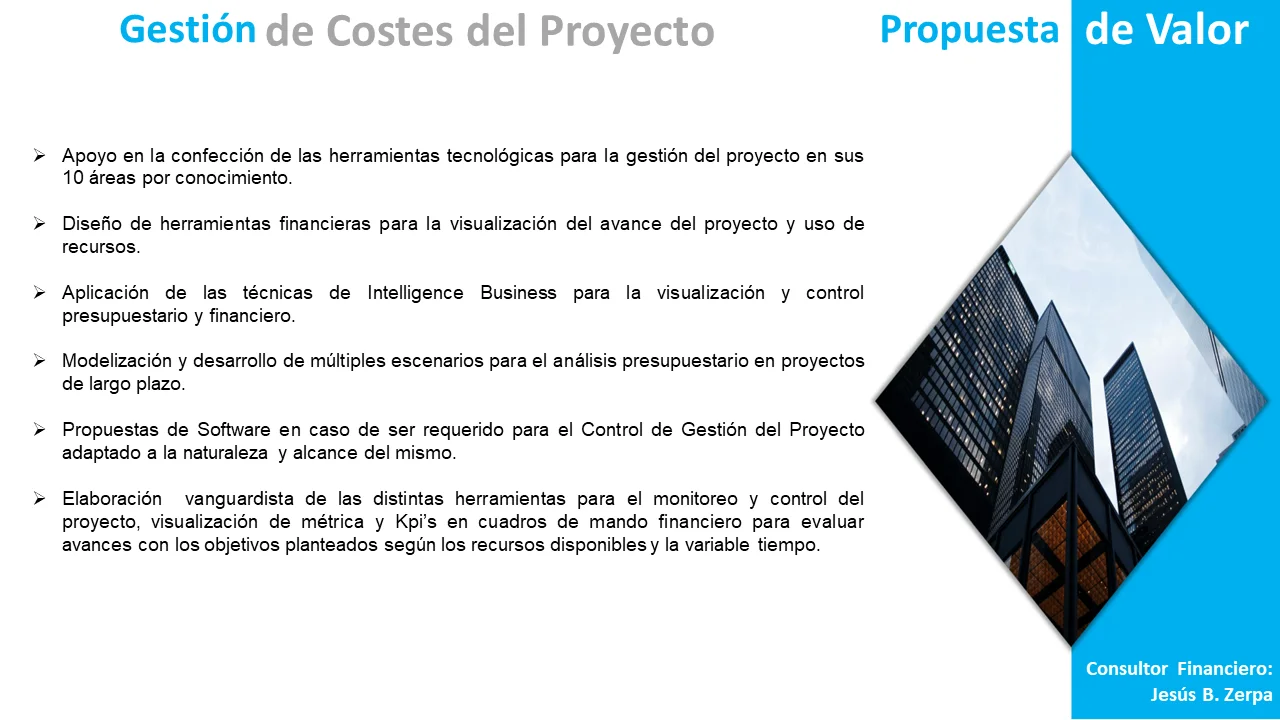 Gestión de Costes del Proyecto
Propuesta de Valor
➢ Apoyo en la confección de las herramientas tecnológicas para la gestión del proyecto en sus
10 áreas por conocimiento.
➢ Diseño de herramientas financieras para la visualización del avance del proyecto y uso de
recursos.
➢ Aplicación de las técnicas de Intelligence Business para la visualización y control
presupuestario y financiero.
➢ Modelización y desarrollo de múltiples escenarios para el análisis presupuestario en proyectos
de largo plazo.
➢ Propuestas de Software en caso de ser requerido para el Control de Gestión del Proyecto
adaptado a la naturaleza y alcance del mismo.
➢ Elaboración vanguardista de las distintas herramientas para el monitoreo y control del
proyecto, visualización de métrica y Kpi’s en cuadros de mando financiero para evaluar
avances con los objetivos planteados según los recursos disponibles y la variable tiempo.
Consultor Financiero:
Jesús B. Zerpa